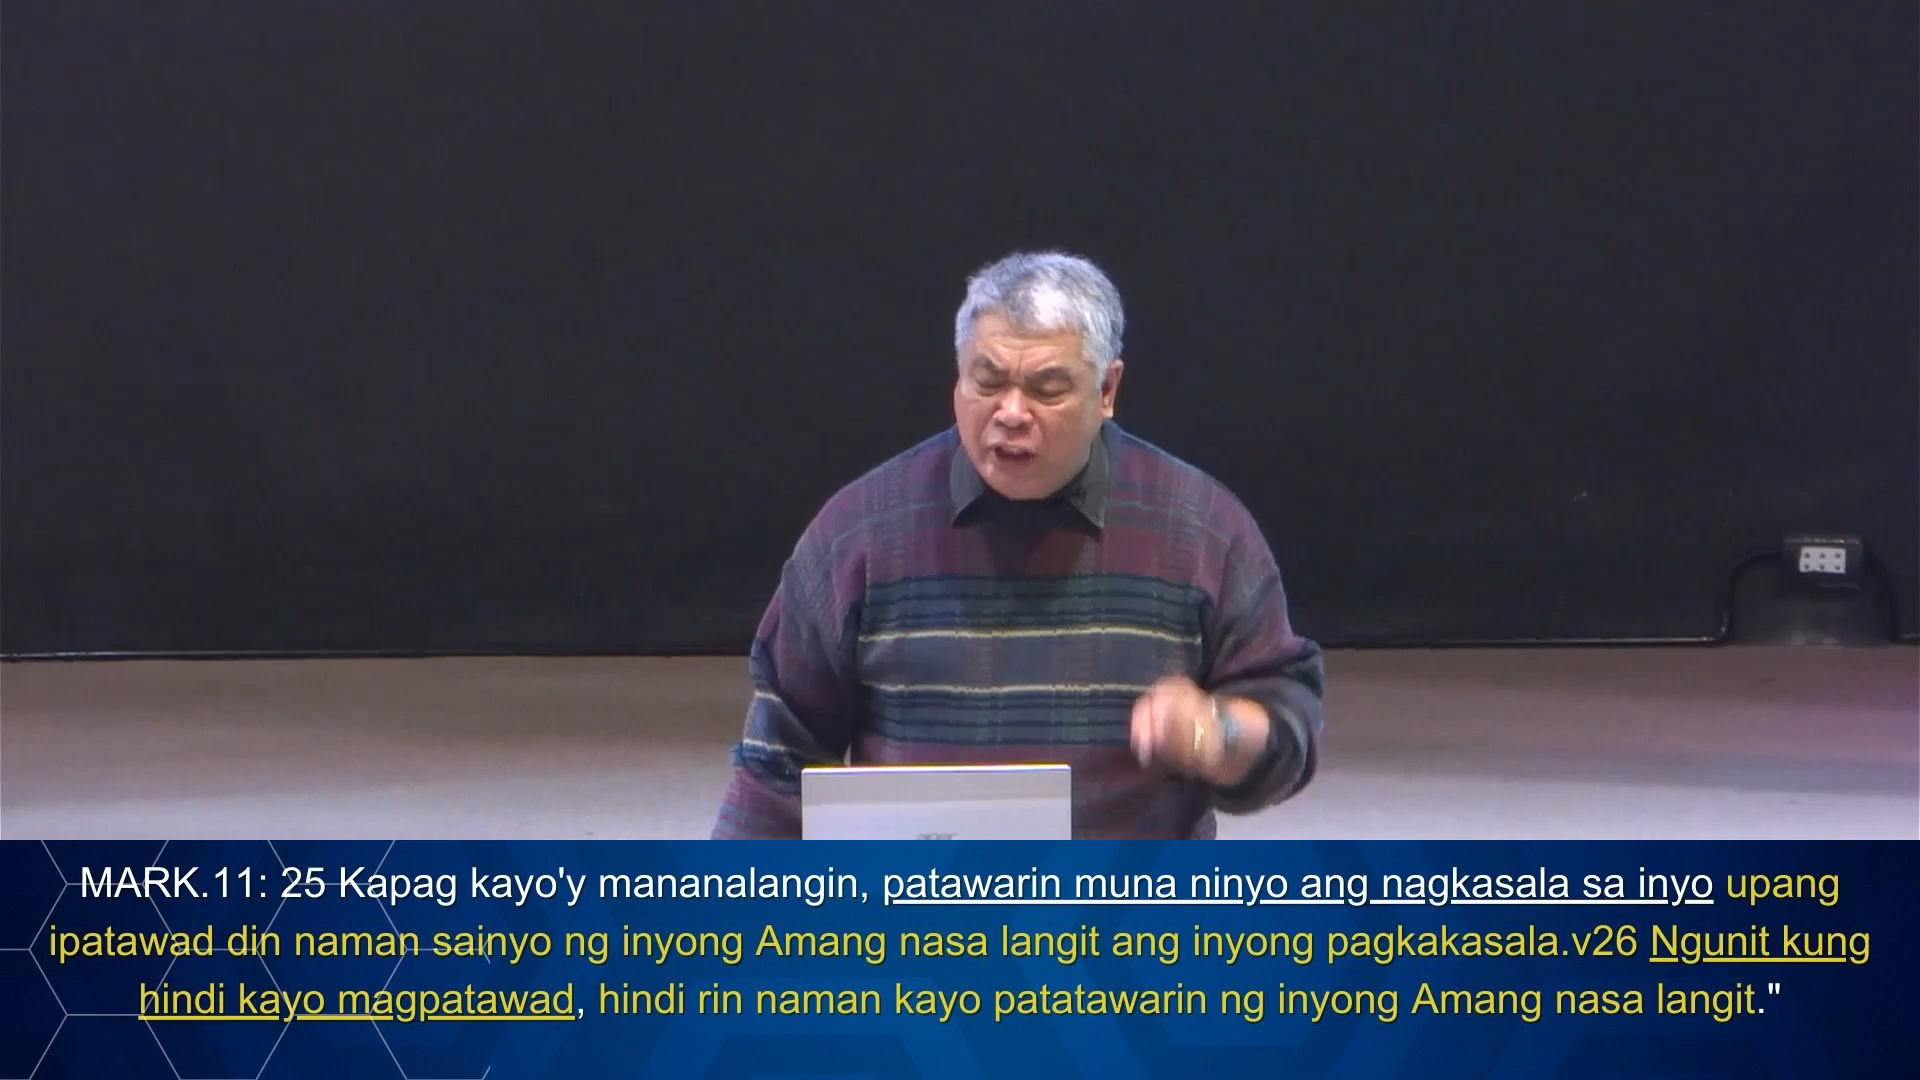 MARK.11: 25 Kapag kayo'y mananalangin, patawarin muna ninyo ang nagkasala sa inyo upang
ipatawad din naman sainyo ng inyong Amang nasa langit ang inyong pagkakasala.v26 Ngunit kung
hindi kayo magpatawad, hindi rin naman kayo patatawarin ng inyong Amang nasa langit."